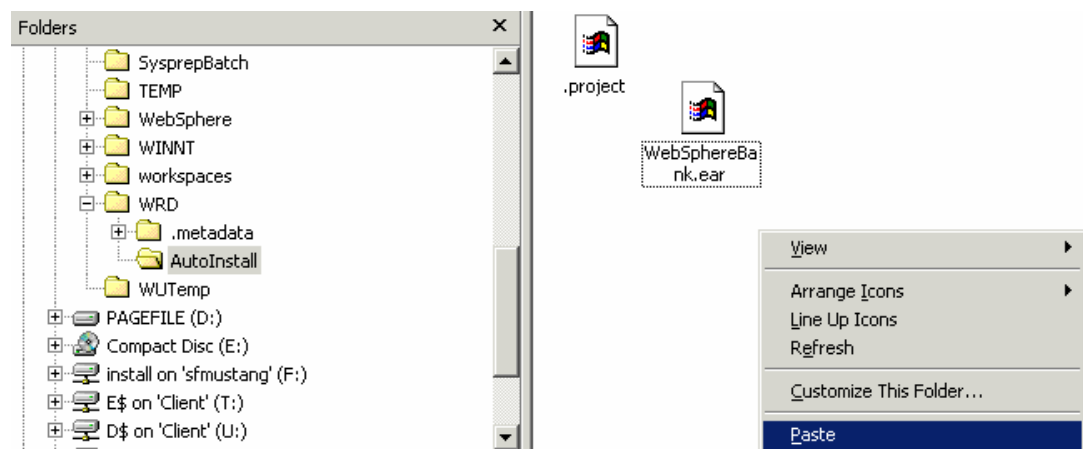 Folders
SysprepBatch
TEMP
WebSphere
WINNT
workspaces
WRD
.metadata
AutoInstall
WUTemp
PAGEFILE (D:)
Compact Disc (E:)
install on 'sfmustang' (F:)
E$ on 'Client' (T:)
D$ on 'Client' (U:)
.project
WebSphereBa
nk.ear
View
Arrange Icons
Line Up Icons
Refresh
Customize This Folder...
Paste